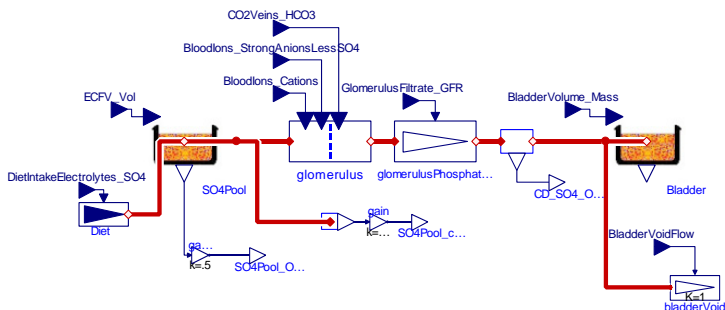 CO2Veins_HCO3
BloodIons_StrongAnionsLessSO4
BloodIons_Cations
ECFV_Vol
GlomerulusFiltrate_GFR
BladderVolume_Mass
DietIntakeElectrolytes_SO4
SO4Pool
glomerulus
glomerulusPhosphat...
CD_SO4_O...
Bladder
Diet
gain
k=...
SO4Pool_c...
ga...
k=.5
SO4Pool_O...
BladderVoidFlow
K=1
bladderVoid